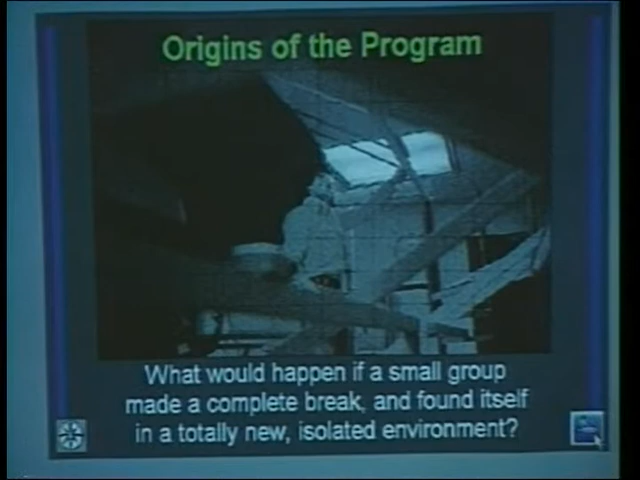 Origins of the Program
What would happen if a small group
made a complete break, and found itself
in a totally new, isolated environment?